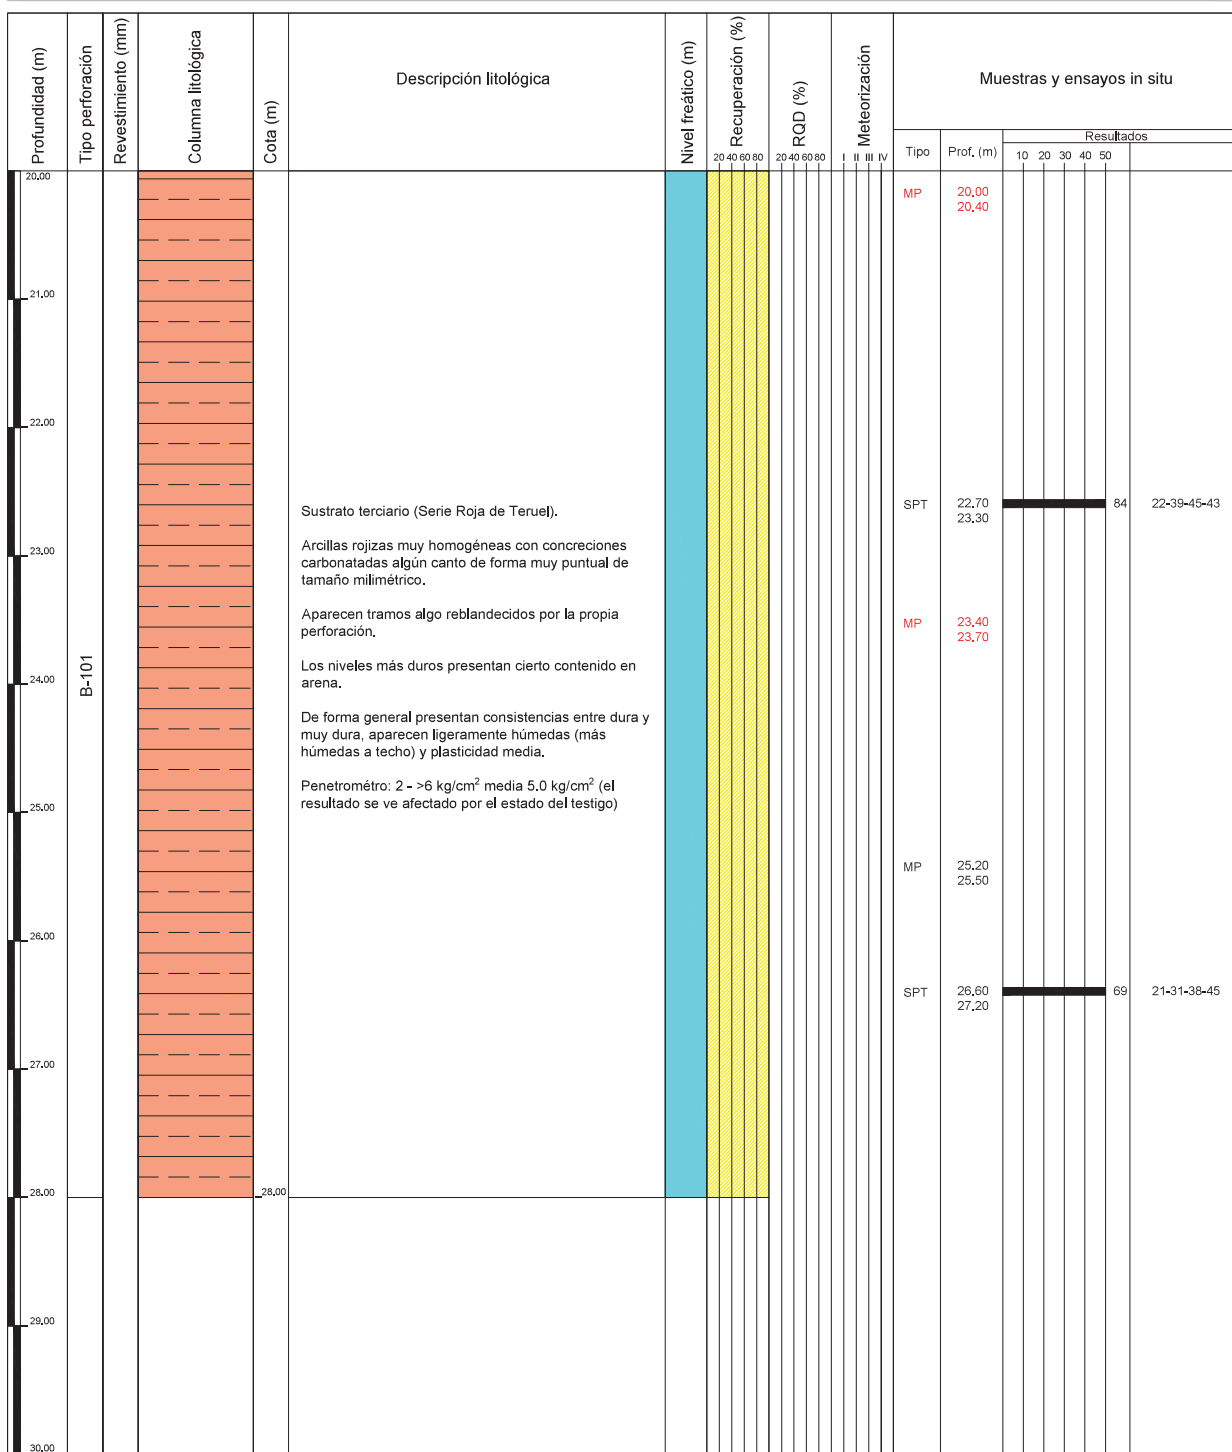 Profundidad (m)
Tipo perforación
Revestimiento (mm)
Columna litológica
Cota (m)
Descripción litológica
Nivel freático (m)
Recuperación (%)
20 40 60 80
RQD (%)
20 40 60 80
Meteorización
I II III IV
Muestras y ensayos in situ
Tipo
Prof. (m)
Resultados
10 20 30 40 50
20.00
21.00
22.00
23.00
24.00
25.00
26.00
27.00
28.00
29.00
30.00
B-101
28.00
Sustrato terciario (Serie Roja de Teruel).
Arcillas rojizas muy homogéneas con concreciones
carbonatadas algún canto de forma muy puntual de
tamaño milimétrico.
Aparecen tramos algo reblandecidos por la propia
perforación.
Los niveles más duros presentan cierto contenido en
arena.
De forma general presentan consistencias entre dura y
muy dura, aparecen ligeramente húmedas (más
húmedas a techo) y plasticidad media.
Penetrométro: 2 - >6 kg/cm² media 5.0 kg/cm² (el
resultado se ve afectado por el estado del testigo)
MP 20.00
20.40
SPT 22.70 84 22-39-45-43
23.30
MP 23.40
23.70
MP 25.20
25.50
SPT 26.60 69 21-31-38-45
27.20